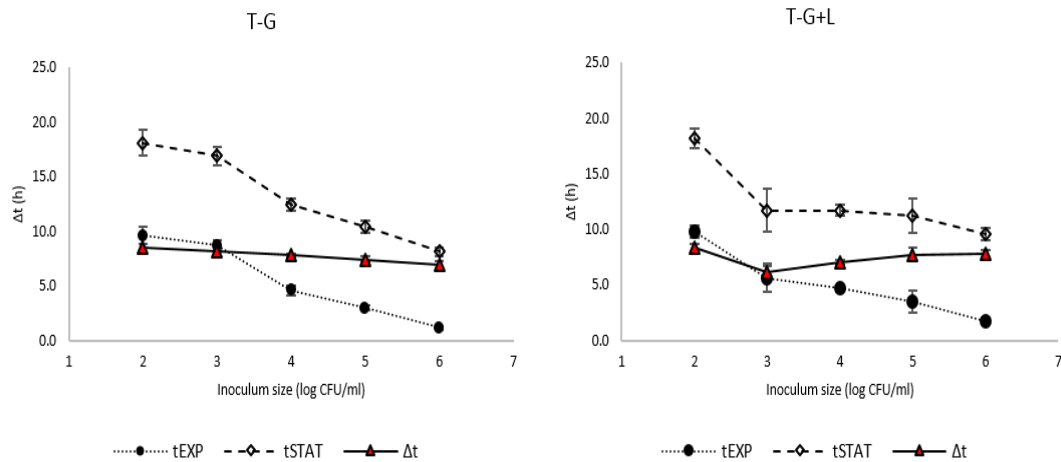 T-G
25.0
20.0
15.0
10.0
5.0
0.0
Δt (h)
1 2 3 4 5 6 7
Inoculum size (log CFU/ml)
tEXP tSTAT Δt
T-G+L
25.0
20.0
15.0
10.0
5.0
0.0
Δt (h)
1 2 3 4 5 6 7
Inoculum size (log CFU/ml)
tEXP tSTAT Δt